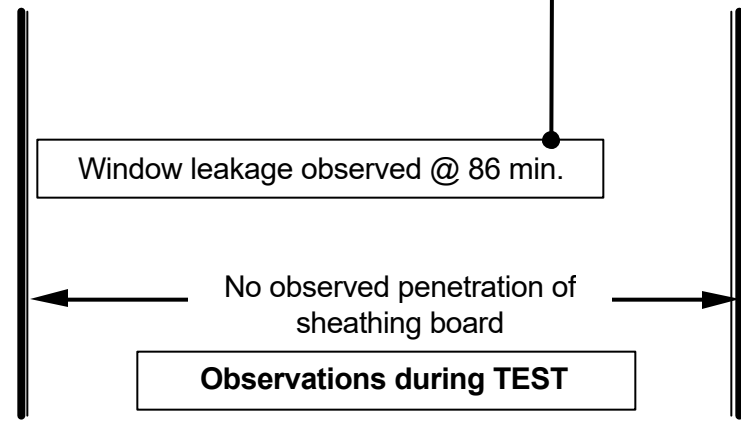 Window leakage observed @ 86 min.
No observed penetration of
sheathing board
Observations during TEST